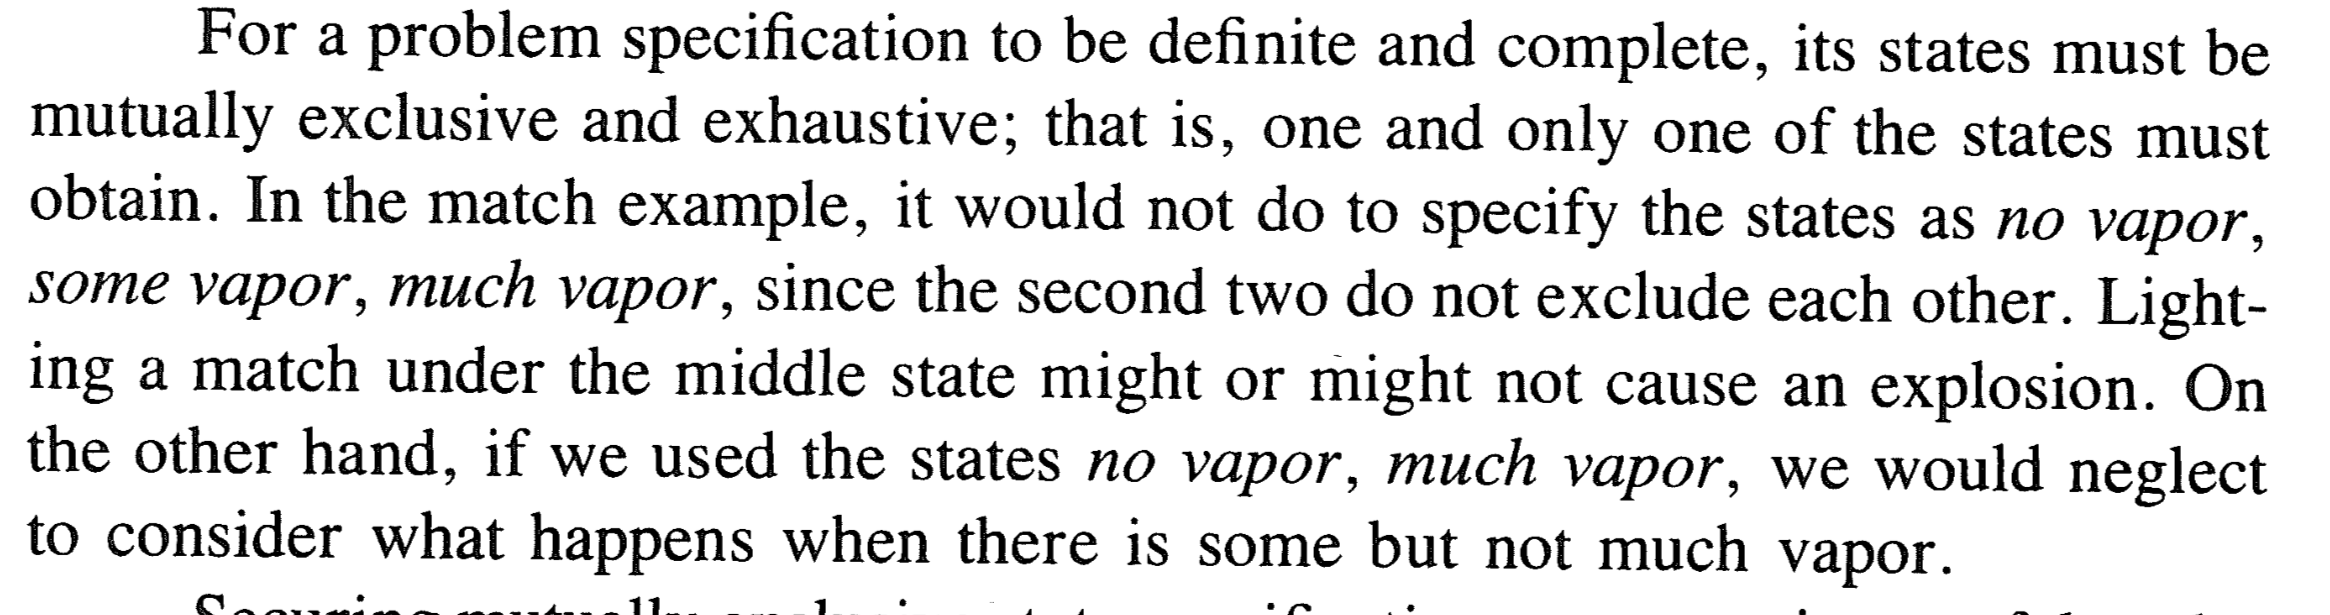 For a problem specification to be definite and complete, its states must be
mutually exclusive and exhaustive; that is, one and only one of the states must
obtain. In the match example, it would not do to specify the states as no vapor,
some vapor, much vapor, since the second two do not exclude each other. Light-
ing a match under the middle state might or might not cause an explosion. On
the other hand, if we used the states no vapor, much vapor, we would neglect
to consider what happens when there is some but not much vapor.
Securing mutually